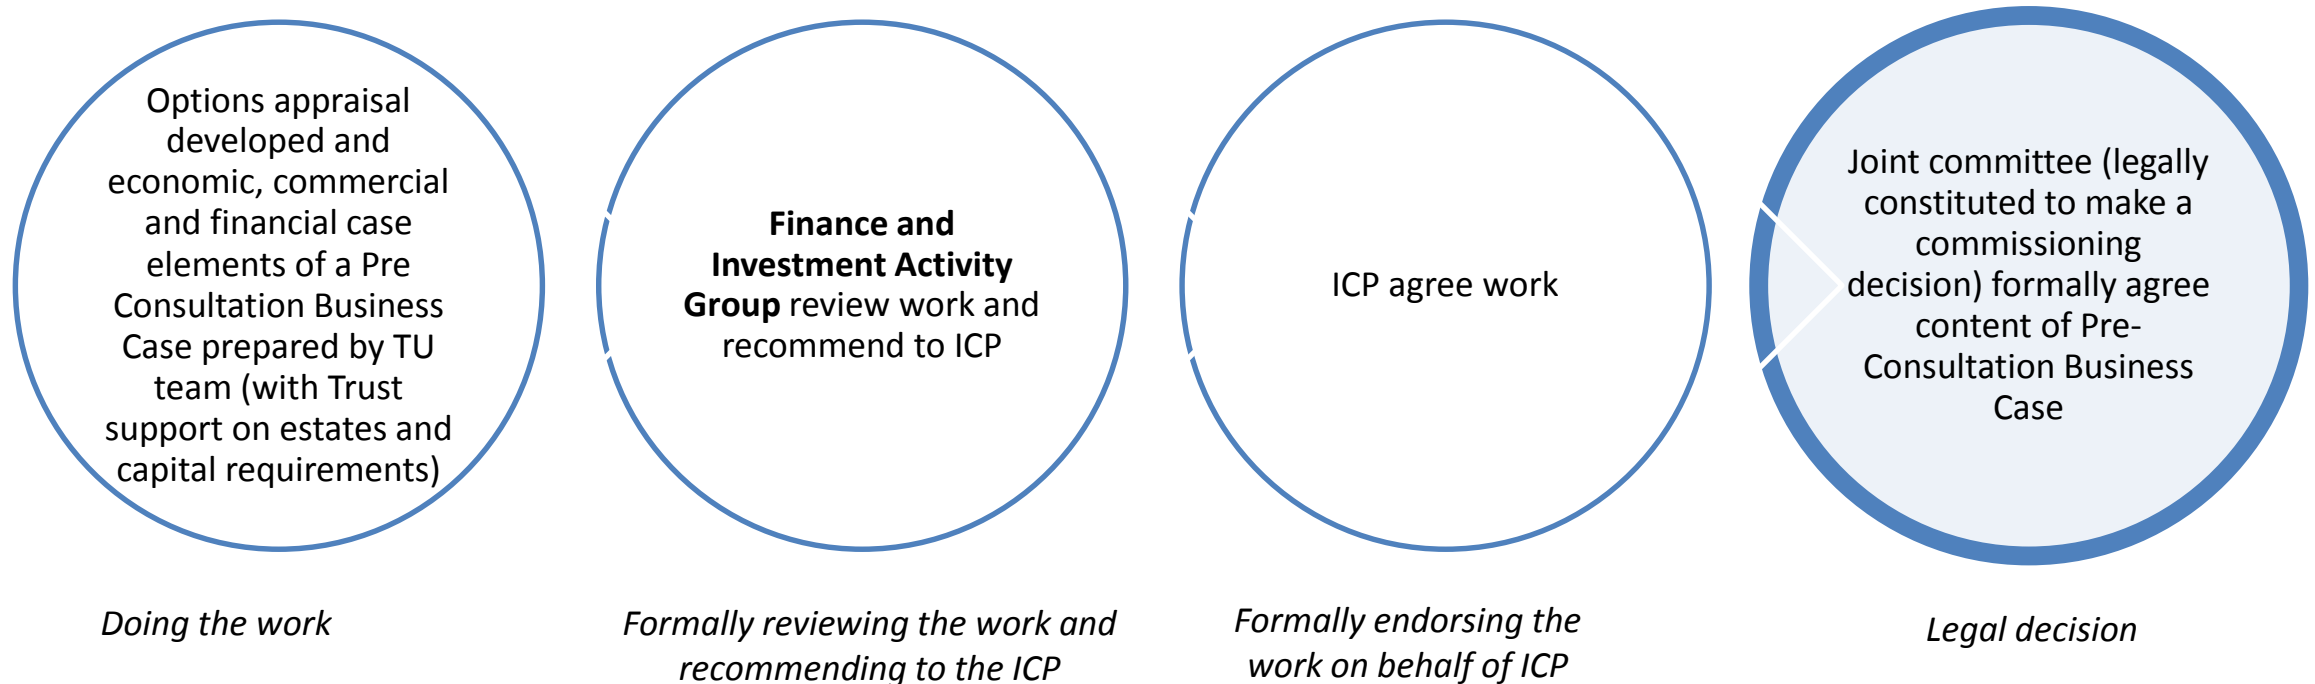 Options appraisal
developed and
economic, commercial
and financial case
elements of a Pre
Consultation Business
Case prepared by TU
team (with Trust
support on estates and
capital requirements)
Finance and
Investment Activity
Group review work and
recommend to ICP
ICP agree work
Joint committee (legally
constituted to make a
commissioning
decision) formally agree
content of Pre-
Consultation Business
Case
Doing the work
Formally reviewing the work and
recommending to the ICP
Formally endorsing the
work on behalf of ICP
Legal decision